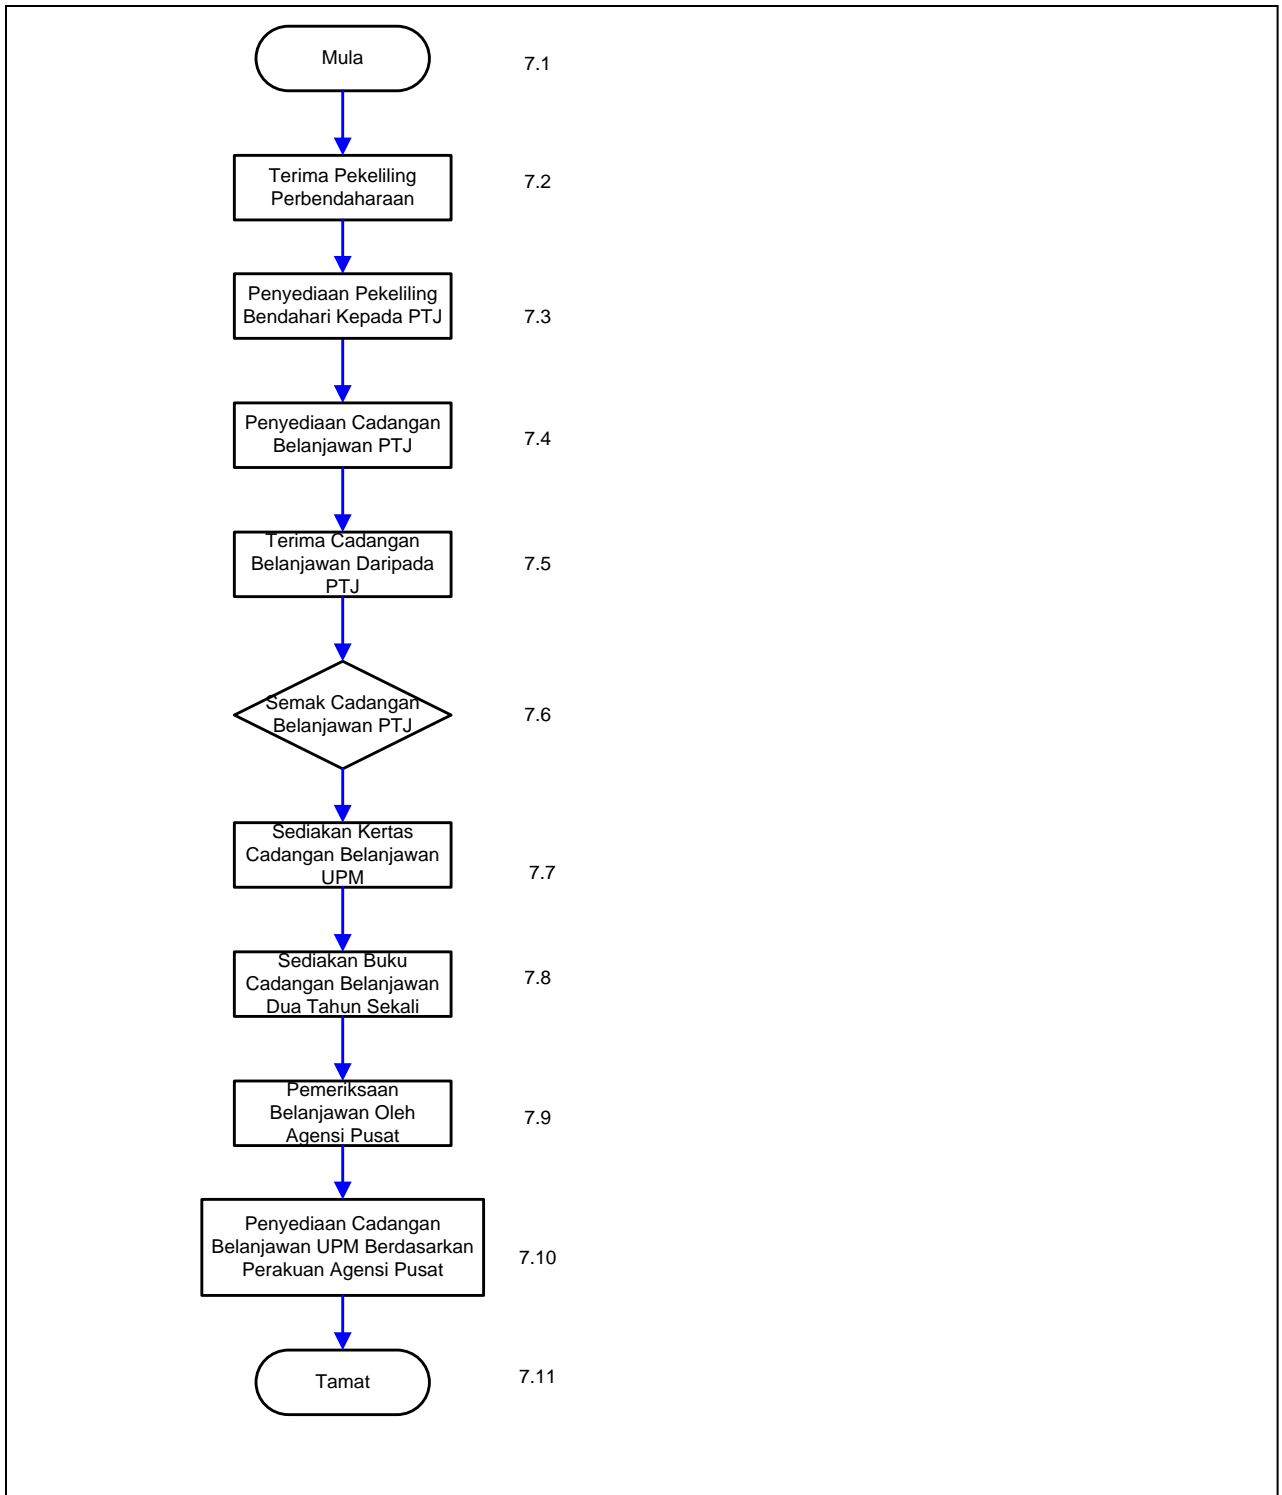 Mula
7.1
Terima Pekeliling
Perbendaharaan
7.2
Penyediaan Pekeliling
Bendahari Kepada PTJ
7.3
Penyediaan Cadangan
Belanjawan PTJ
7.4
Terima Cadangan
Belanjawan Daripada
PTJ
7.5
Semak Cadangan
Belanjawan PTJ
7.6
Sediakan Kertas
Cadangan Belanjawan
UPM
7.7
Sediakan Buku
Cadangan Belanjawan
Dua Tahun Sekali
7.8
Pemeriksaan
Belanjawan Oleh
Agensi Pusat
7.9
Penyediaan Cadangan
Belanjawan UPM Berdasarkan
Perakuan Agensi Pusat
7.10
Tamat
7.11